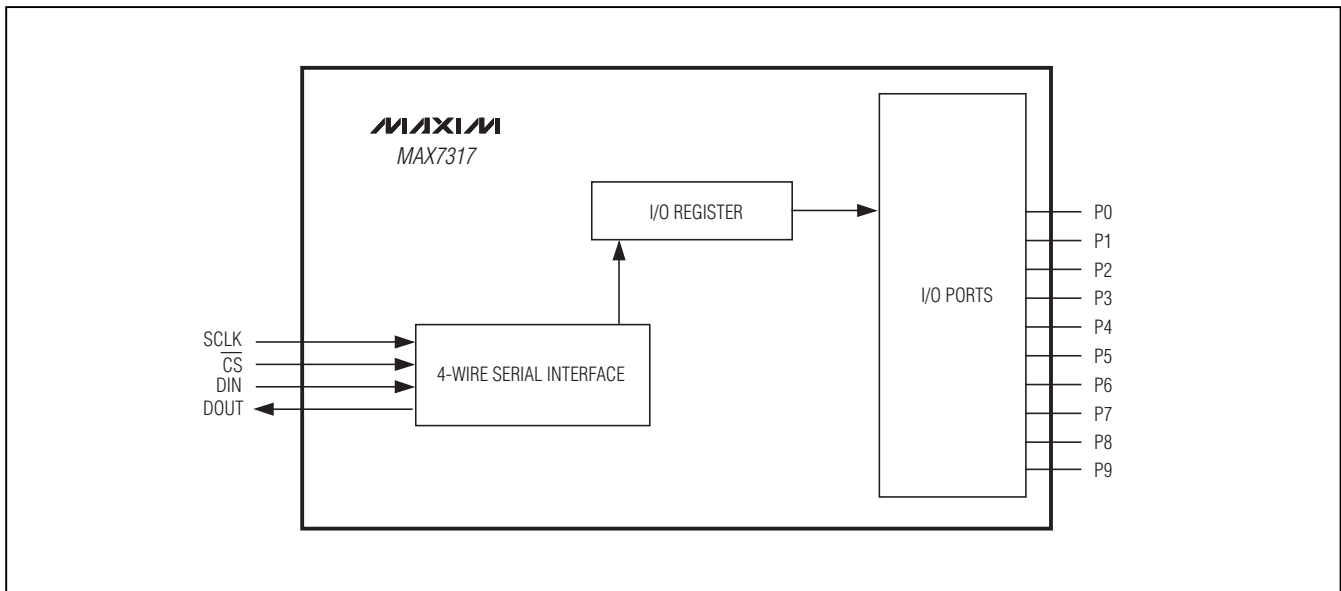 MAXIM
MAX7317
I/O REGISTER
I/O PORTS
4-WIRE SERIAL INTERFACE
SCLK
C̅S̅
DIN
DOUT
P0
P1
P2
P3
P4
P5
P6
P7
P8
P9